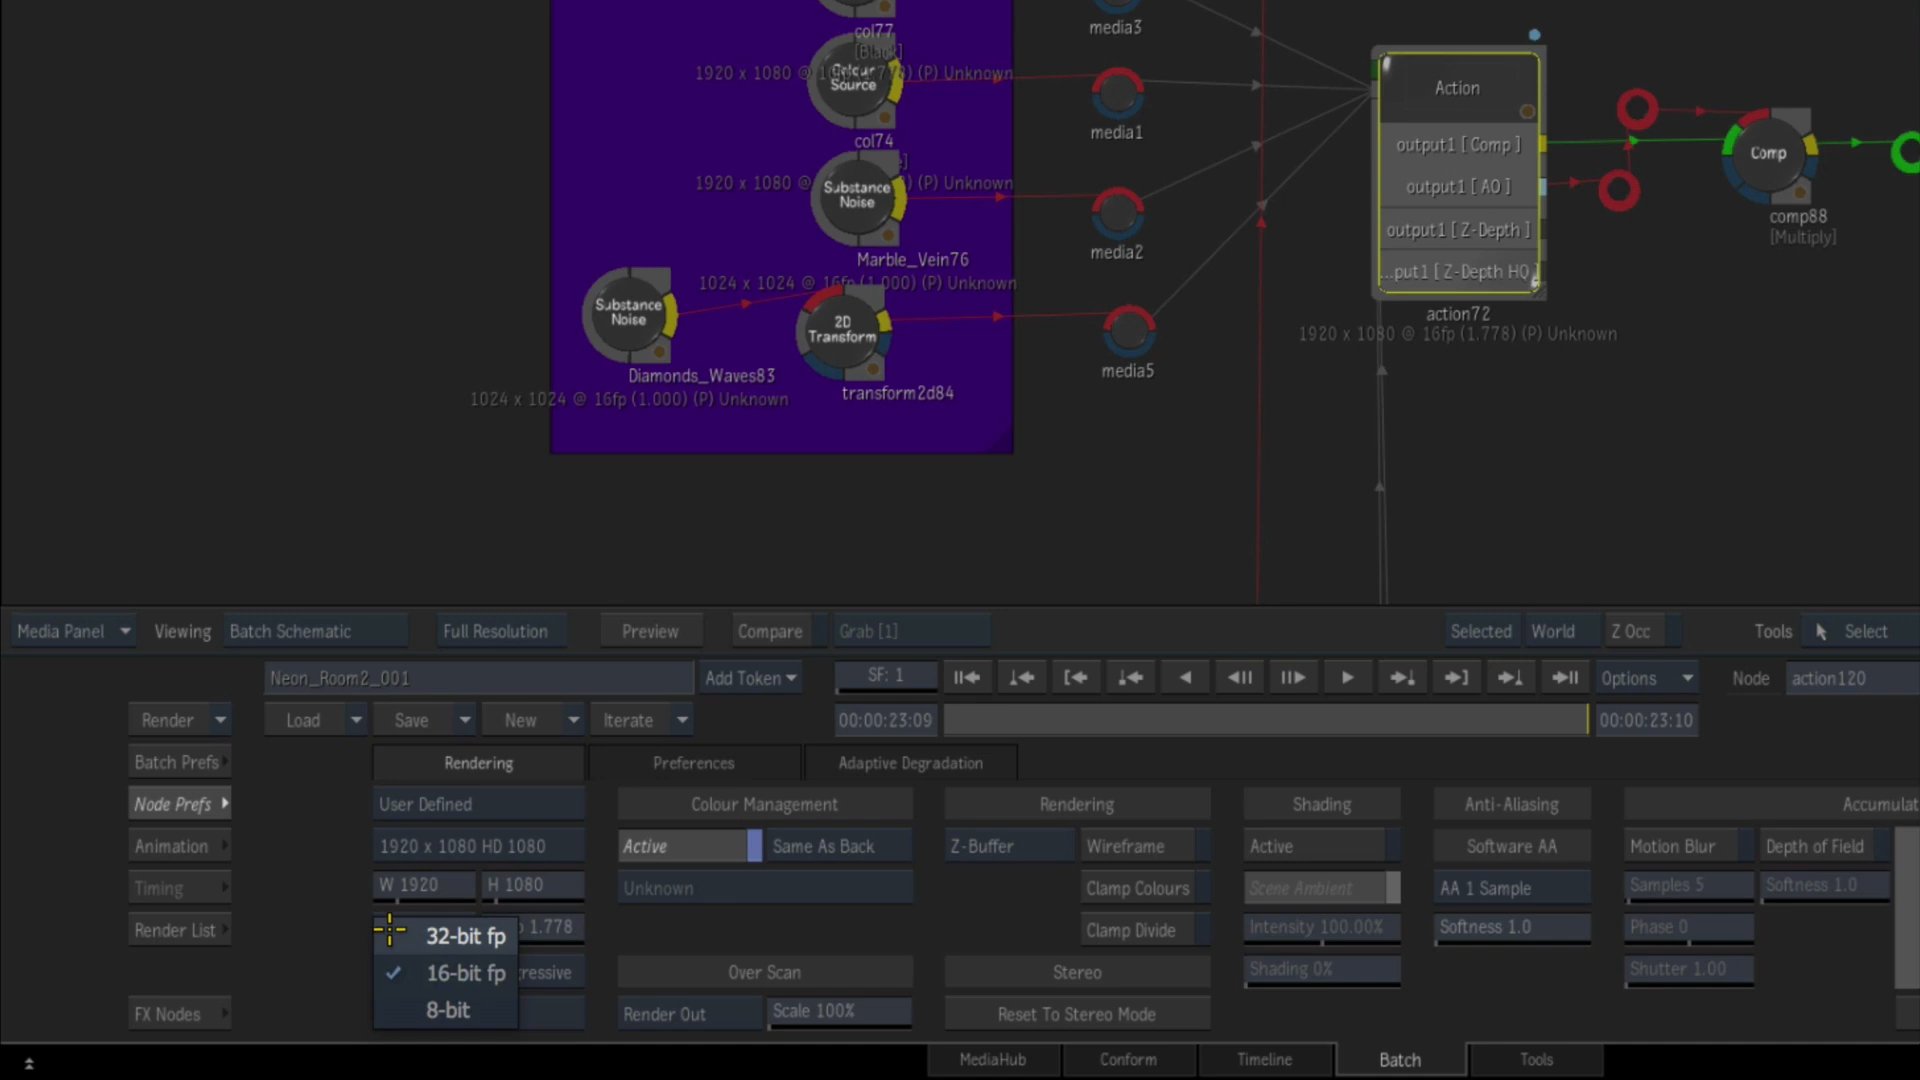 col77
[Black]
Colour
Source
1920 x 1080 @ 16fp (1.778) (P) Unknown
col74
1920 x 1080 @
(P) Unknown
Substance
Noise
Marble_Vein76
1024 x 1024 @ 16fp (1.000) (P) Unknown
Substance
Noise
Diamonds_Waves83
1024 x 1024 @ 16fp (1.000) (P) Unknown
2D
Transform
transform2d84
media3
media1
media2
media5
Action
output1 [ Comp ]
output1 [ AO ]
output1 [ Z-Depth ]
...put1 [ Z-Depth HQ ]
action72
1920 x 1080 @ 16fp (1.778) (P) Unknown
Comp
comp88
[Multiply]
Media Panel
Viewing
Batch Schematic
Full Resolution
Preview
Compare
Grab [1]
Selected
World
Z Occ
Tools
Select
Neon_Room2_001
Add Token
SF: 1
Options
Node
action120
Render
Load
Save
New
Iterate
00:00:23:09
00:00:23:10
Batch Prefs
Rendering
Preferences
Adaptive Degradation
Node Prefs
User Defined
Colour Management
Rendering
Shading
Anti-Aliasing
Accumulat
Animation
1920 x 1080 HD 1080
Active
Same As Back
Z-Buffer
Wireframe
Active
Software AA
Motion Blur
Depth of Field
Timing
W 1920
H 1080
Unknown
Clamp Colours
Scene Ambient
AA 1 Sample
Samples 5
Softness 1.0
Render List
32-bit fp
1.778
Clamp Divide
Intensity 100.00%
Softness 1.0
Phase 0
16-bit fp
ressive
Over Scan
Stereo
Shading 0%
Shutter 1.00
FX Nodes
8-bit
Render Out
Scale 100%
Reset To Stereo Mode
MediaHub
Conform
Timeline
Batch
Tools